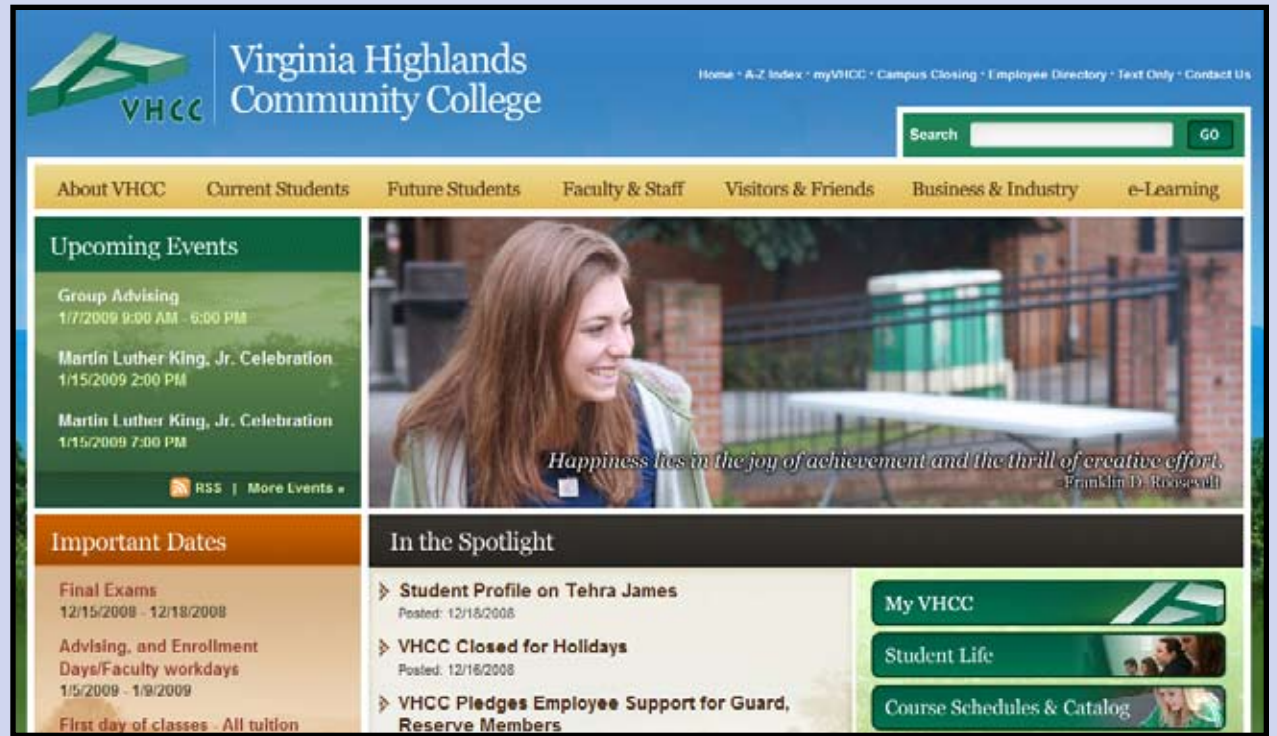 VHCC
Virginia Highlands
Community College
Home · A-Z Index · myVHCC · Campus Closing · Employee Directory · Text Only · Contact Us
Search
GO
About VHCC
Current Students
Future Students
Faculty & Staff
Visitors & Friends
Business & Industry
e-Learning
Upcoming Events
Group Advising
1/7/2009 9:00 AM - 6:00 PM
Martin Luther King, Jr. Celebration
1/15/2009 2:00 PM
Martin Luther King, Jr. Celebration
1/15/2009 7:00 PM
RSS | More Events »
Happiness lies in the joy of achievement and the thrill of creative effort.
-Franklin D. Roosevelt
Important Dates
Final Exams
12/15/2008 - 12/18/2008
Advising, and Enrollment
Days/Faculty workdays
1/5/2009 - 1/9/2009
First day of classes - All tuition
In the Spotlight
Student Profile on Tehra James
Posted: 12/18/2008
VHCC Closed for Holidays
Posted: 12/16/2008
VHCC Pledges Employee Support for Guard,
Reserve Members
My VHCC
Student Life
Course Schedules & Catalog